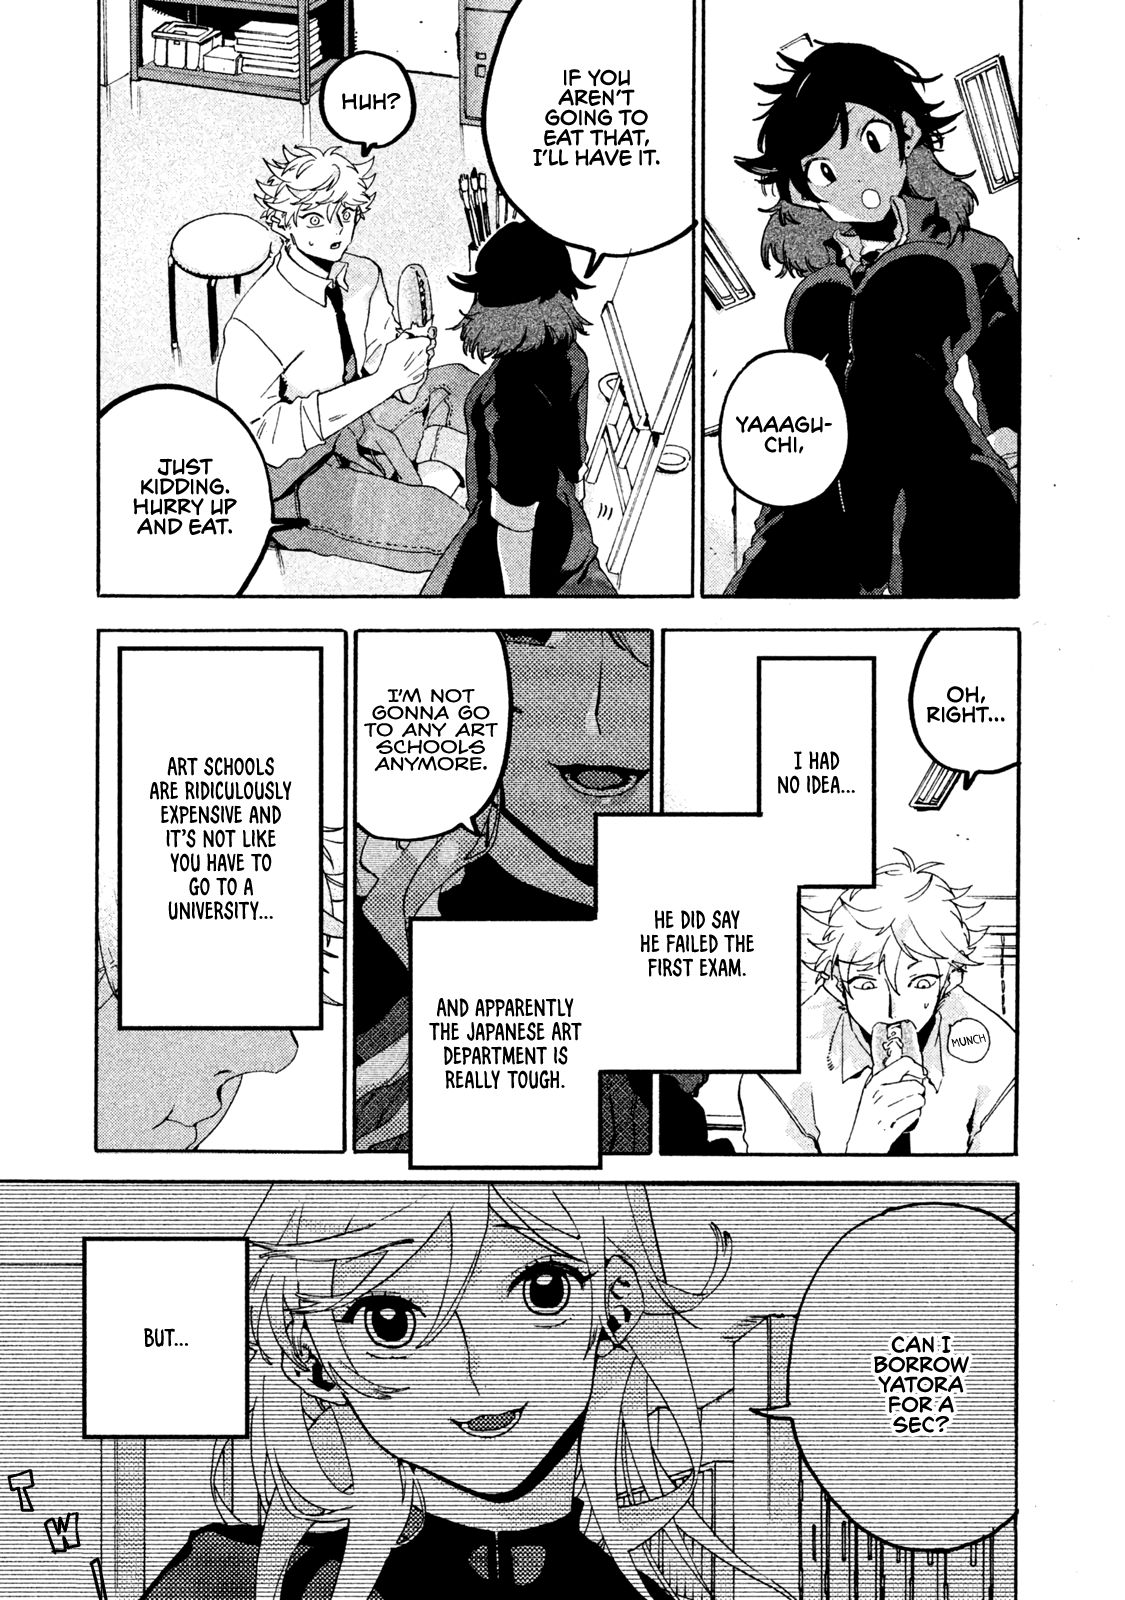 YAAAGU-
CHI,
IF YOU
AREN'T
GOING TO
EAT THAT,
I'LL HAVE IT.
HUH?
JUST
KIDDING.
HURRY UP
AND EAT.
OH,
RIGHT...
MUNCH
I HAD
NO IDEA...
HE DID SAY
HE FAILED THE
FIRST EXAM.
AND APPARENTLY
THE JAPANESE ART
DEPARTMENT IS
REALLY TOUGH.
I'M NOT
GONNA GO
TO ANY ART
SCHOOLS
ANYMORE.
ART SCHOOLS
ARE RIDICULOUSLY
EXPENSIVE AND
IT'S NOT LIKE
YOU HAVE TO
GO TO A
UNIVERSITY...
CAN I
BORROW
YATORA
FOR A
SEC?
BUT...